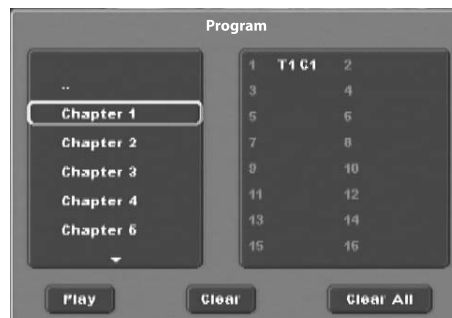 Program
..
Chapter 1
Chapter 2
Chapter 3
Chapter 4
Chapter 5
1 T1 C1 2
3 4
5 6
7 8
9 10
11 12
13 14
15 16
Play Clear Clear All